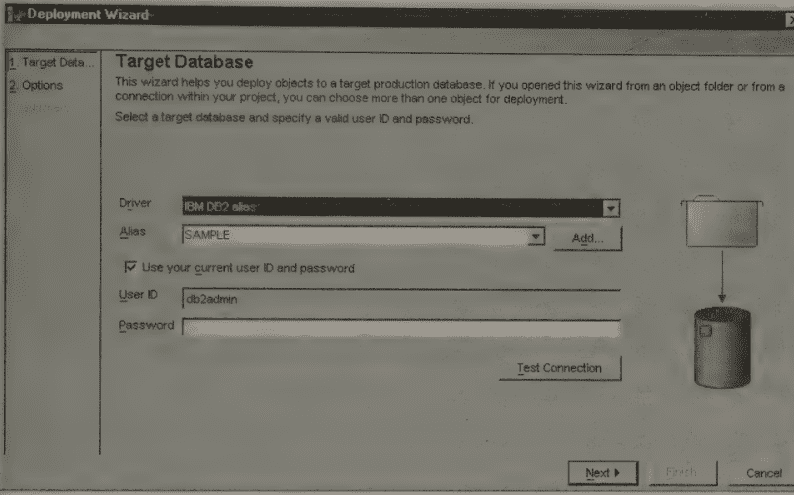 Deployment Wizard
1. Target Data...
2. Options
Target Database
This wizard helps you deploy objects to a target production database. If you opened this wizard from an object folder or from a
connection within your project, you can choose more than one object for deployment.
Select a target database and specify a valid user ID and password.
Driver
IBM DB2 alias
Alias
SAMPLE
Add...
Use your current user ID and password
User ID
db2admin
Password
Test Connection
Next
Finish
Cancel